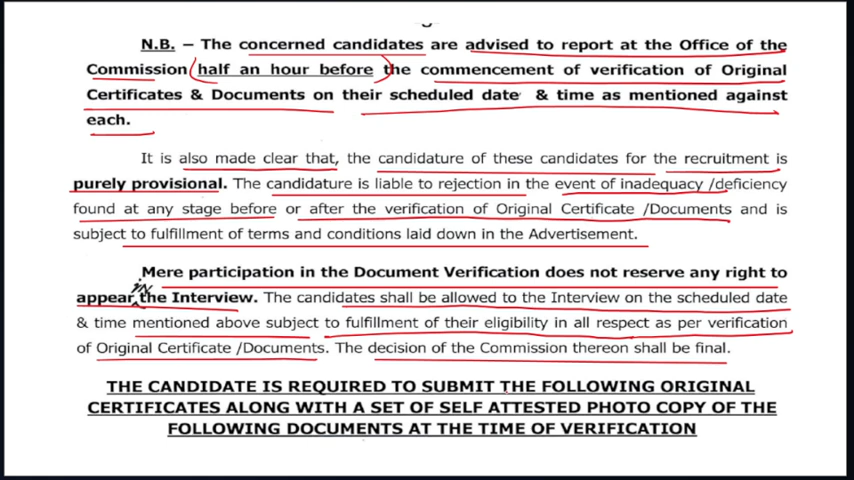 N.B. – The concerned candidates are advised to report at the Office of the
Commission (half an hour before) the commencement of verification of Original
Certificates & Documents on their scheduled date & time as mentioned against
each.
It is also made clear that, the candidature of these candidates for the recruitment is
purely provisional. The candidature is liable to rejection in the event of inadequacy /deficiency
found at any stage before or after the verification of Original Certificate /Documents and is
subject to fulfillment of terms and conditions laid down in the Advertisement.
Mere participation in the Document Verification does not reserve any right to
appear in the Interview. The candidates shall be allowed to the Interview on the scheduled date
& time mentioned above subject to fulfillment of their eligibility in all respect as per verification
of Original Certificate /Documents. The decision of the Commission thereon shall be final.
THE CANDIDATE IS REQUIRED TO SUBMIT THE FOLLOWING ORIGINAL
CERTIFICATES ALONG WITH A SET OF SELF ATTESTED PHOTO COPY OF THE
FOLLOWING DOCUMENTS AT THE TIME OF VERIFICATION